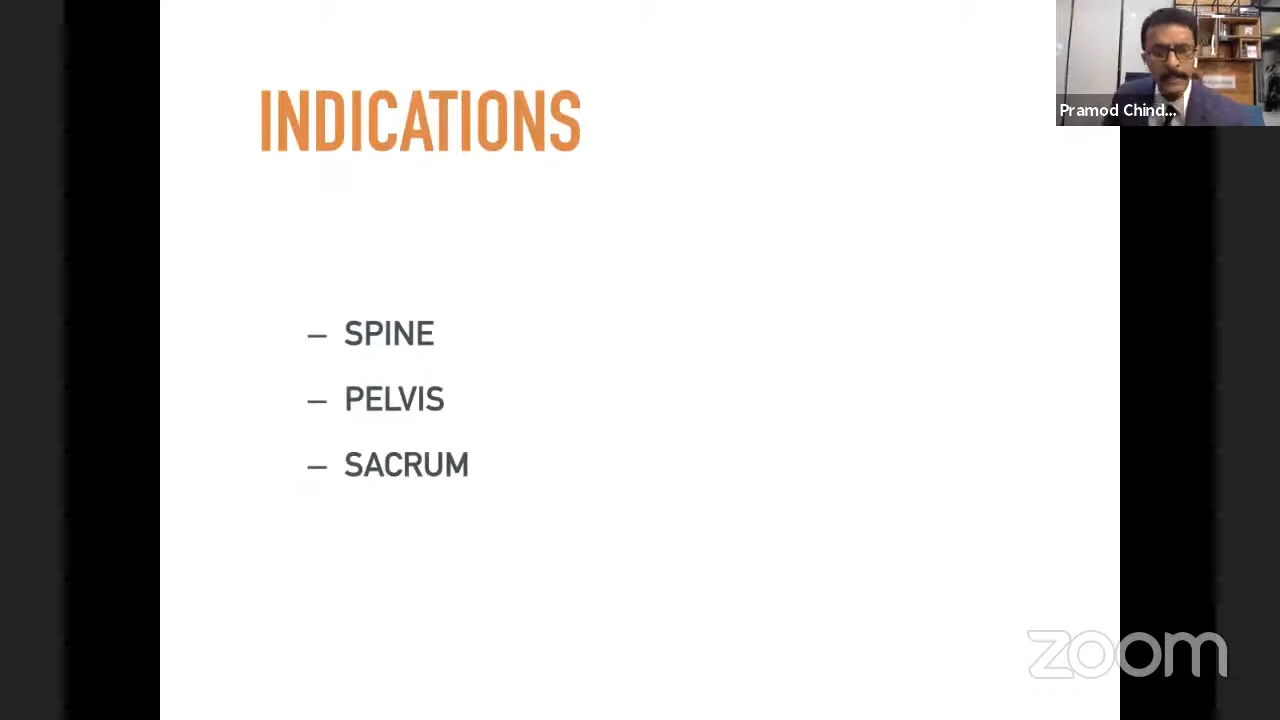 INDICATIONS
Pramod Chind...
– SPINE
– PELVIS
– SACRUM
zoom